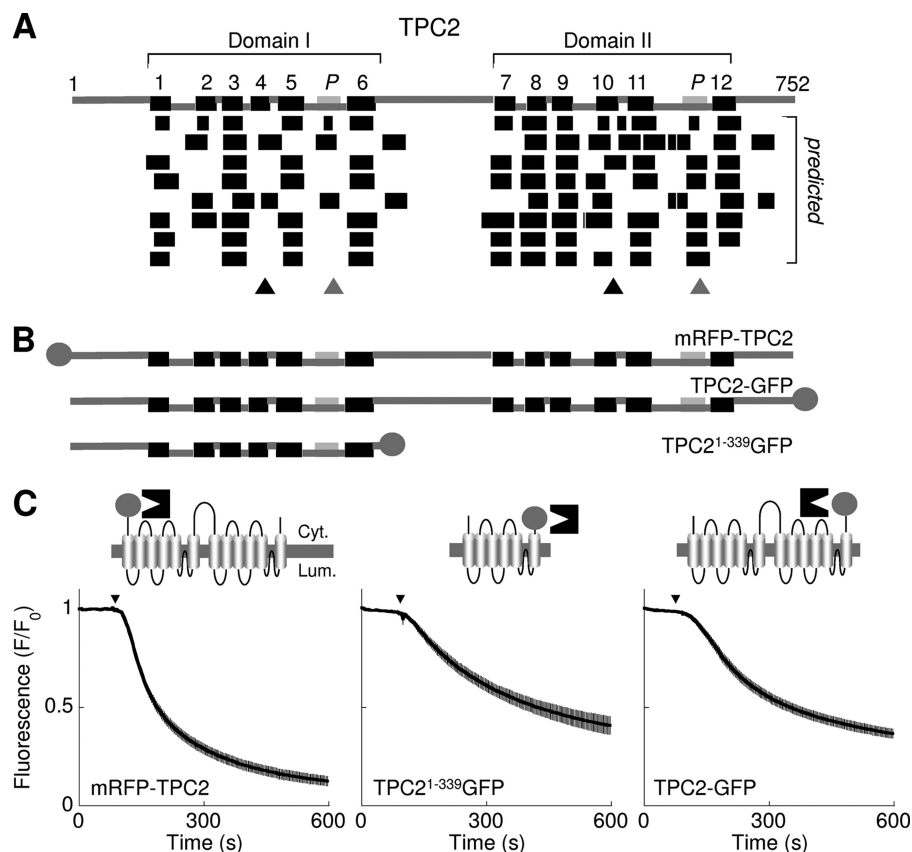 A
TPC2
Domain I
Domain II
1
1 2 3 4 5 P 6
7 8 9 10 11 P 12
752
predicted
B
mRFP-TPC2
TPC2-GFP
TPC2¹⁻³³⁹GFP
C
Cyt.
Lum.
Fluorescence (F/F₀)
1
0.5
0
mRFP-TPC2
TPC2¹⁻³³⁹GFP
TPC2-GFP
0 300 600
0 300 600
0 300 600
Time (s)
Time (s)
Time (s)